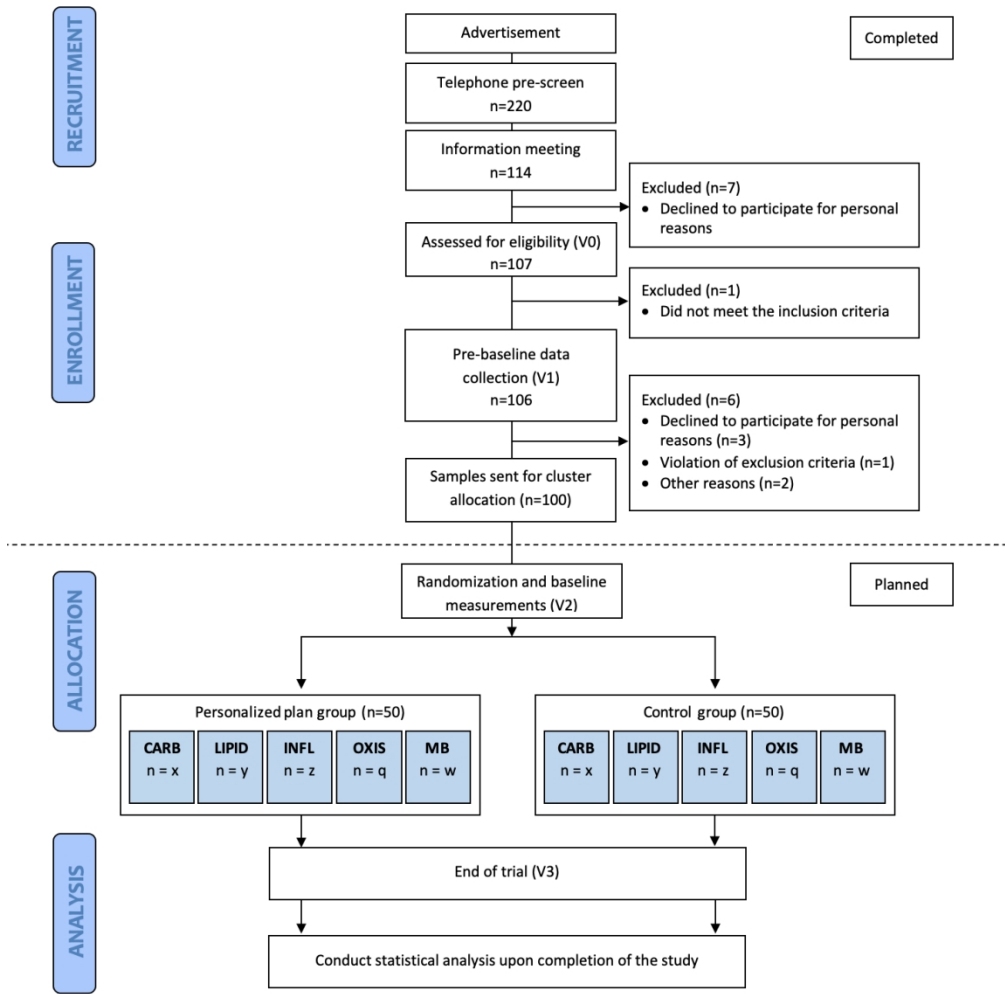 RECRUITMENT
Advertisement
Completed
Telephone pre-screen
n=220
Information meeting
n=114
Excluded (n=7)
• Declined to participate for personal
reasons
ENROLLMENT
Assessed for eligibility (V0)
n=107
Excluded (n=1)
• Did not meet the inclusion criteria
Pre-baseline data
collection (V1)
n=106
Excluded (n=6)
• Declined to participate for personal
reasons (n=3)
• Violation of exclusion criteria (n=1)
• Other reasons (n=2)
Samples sent for cluster
allocation (n=100)
ALLOCATION
Randomization and baseline
measurements (V2)
Planned
Personalized plan group (n=50)
CARB LIPID INFL OXIS MB
n = x n = y n = z n = q n = w
Control group (n=50)
CARB LIPID INFL OXIS MB
n = x n = y n = z n = q n = w
ANALYSIS
End of trial (V3)
Conduct statistical analysis upon completion of the study